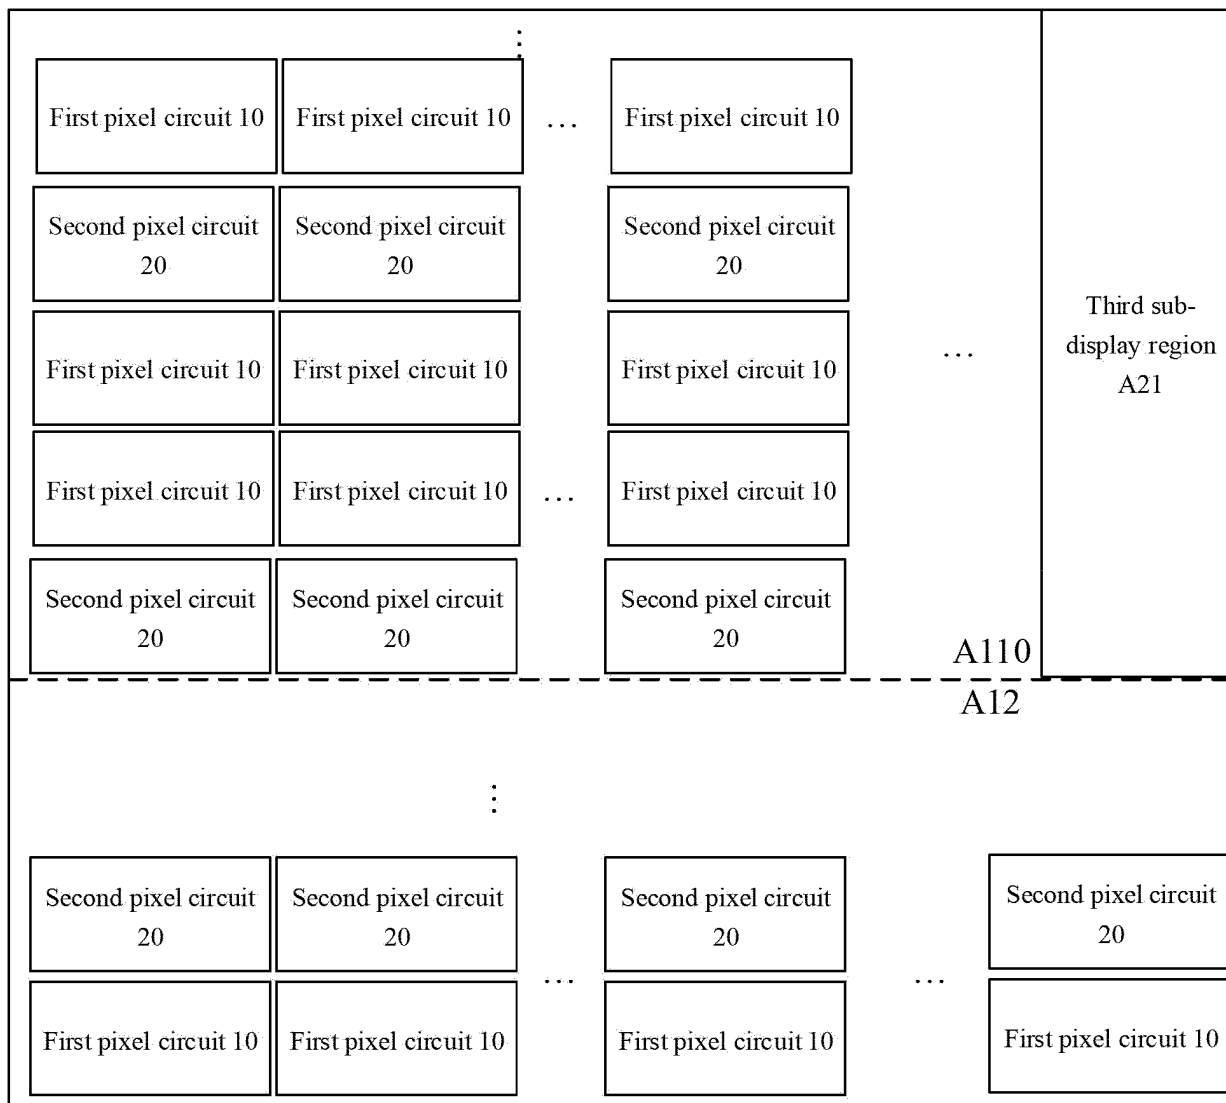 ⋮
First pixel circuit 10 First pixel circuit 10 ... First pixel circuit 10
Second pixel circuit Second pixel circuit Second pixel circuit
20 20 20
Third sub-
display region
A21
First pixel circuit 10 First pixel circuit 10 First pixel circuit 10 ...
First pixel circuit 10 First pixel circuit 10 ... First pixel circuit 10
Second pixel circuit Second pixel circuit Second pixel circuit
20 20 20
A110
A12
⋮
Second pixel circuit Second pixel circuit Second pixel circuit Second pixel circuit
20 20 20 20
... ...
First pixel circuit 10 First pixel circuit 10 First pixel circuit 10 First pixel circuit 10